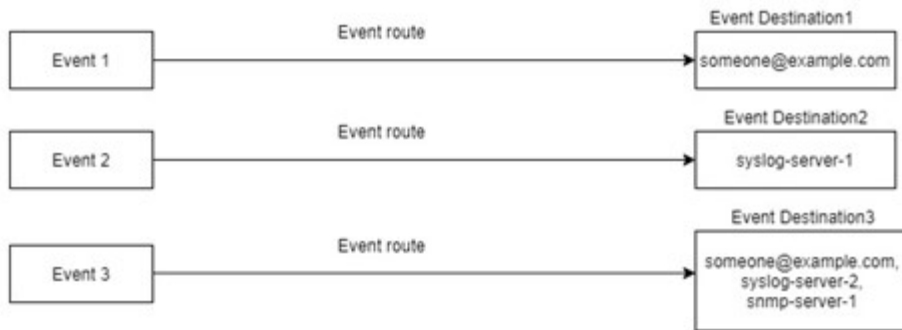 Event Destination1
Event route
Event 1
someone@example.com
Event Destination2
Event route
Event 2
syslog-server-1
Event Destination3
Event route
Event 3
someone@example.com,
syslog-server-2,
snmp-server-1